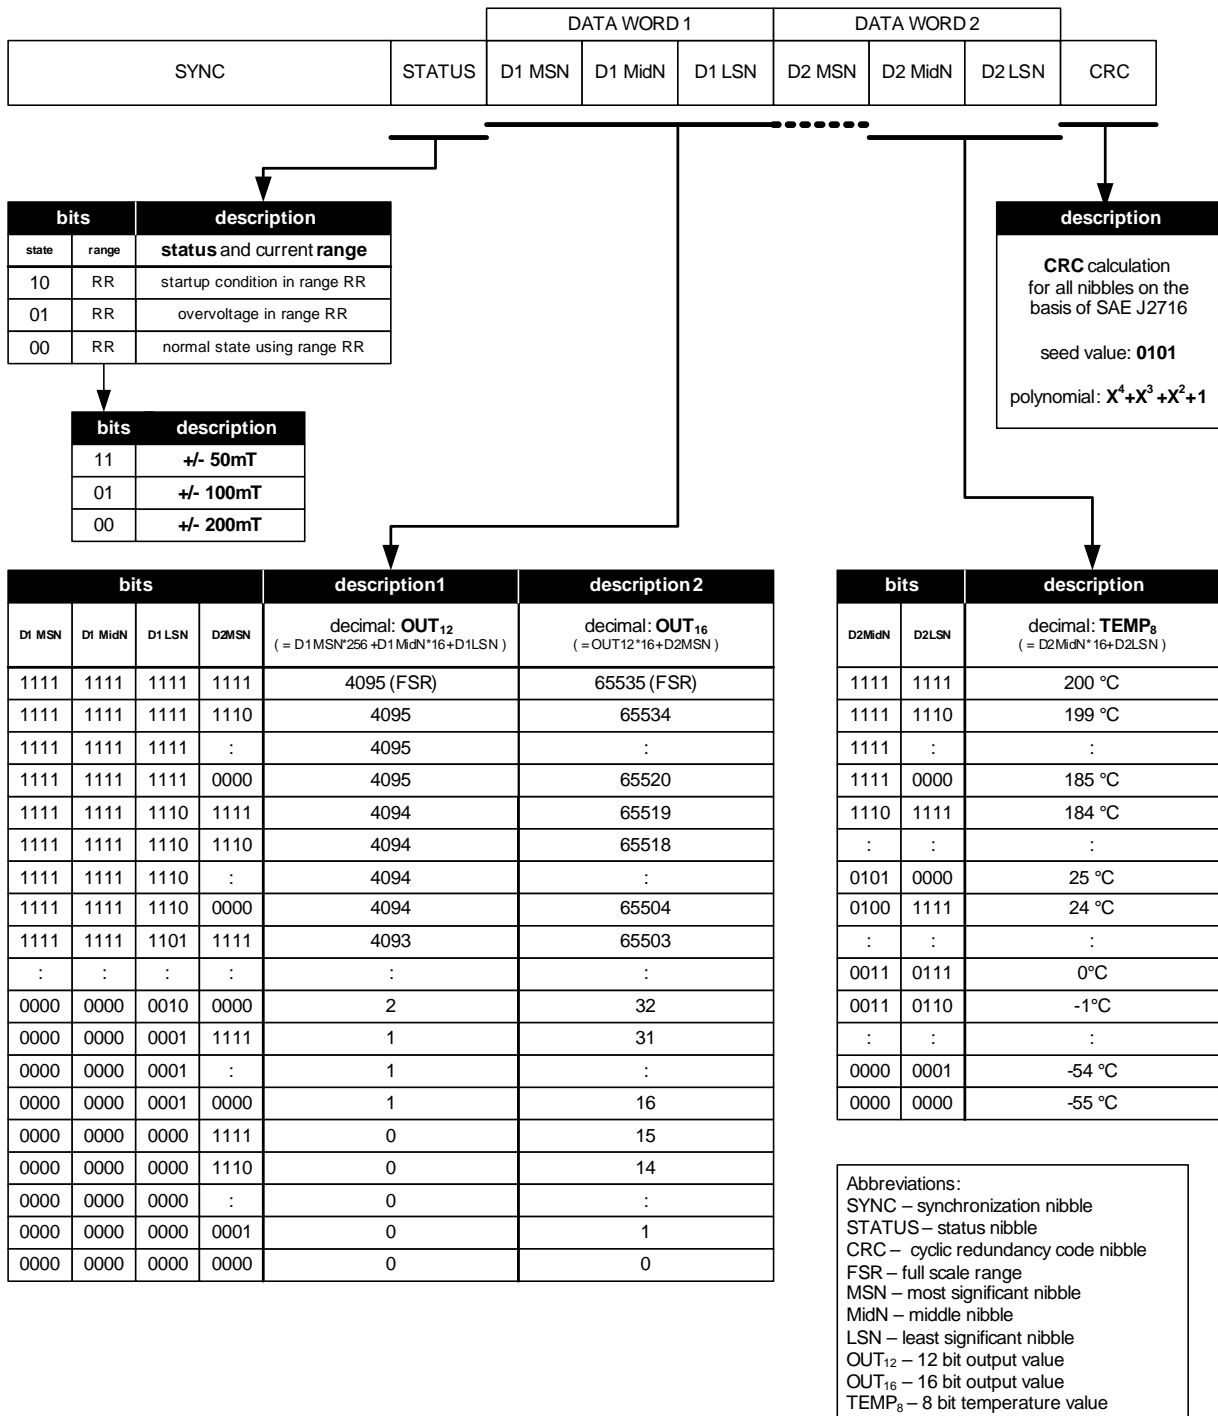 DATA WORD 1 DATA WORD 2
SYNC STATUS D1 MSN D1 MidN D1 LSN D2 MSN D2 MidN D2 LSN CRC
bits description
state range status and current range
10 RR startup condition in range RR
01 RR overvoltage in range RR
00 RR normal state using range RR
bits description
11 +/- 50mT
01 +/- 100mT
00 +/- 200mT
description
CRC calculation
for all nibbles on the
basis of SAE J2716
seed value: 0101
polynomial: X⁴+X³+X²+1
bits description1 description 2
D1 MSN D1 MidN D1 LSN D2MSN decimal: OUT₁₂ decimal: OUT₁₆
( = D1MSN*256 +D1MidN*16+D1LSN ) ( =OUT12*16+D2MSN )
1111 1111 1111 1111 4095 (FSR) 65535 (FSR)
1111 1111 1111 1110 4095 65534
1111 1111 1111 : 4095 :
1111 1111 1111 0000 4095 65520
1111 1111 1110 1111 4094 65519
1111 1111 1110 1110 4094 65518
1111 1111 1110 : 4094 :
1111 1111 1110 0000 4094 65504
1111 1111 1101 1111 4093 65503
: : : : : :
0000 0000 0010 0000 2 32
0000 0000 0001 1111 1 31
0000 0000 0001 : 1 :
0000 0000 0001 0000 1 16
0000 0000 0000 1111 0 15
0000 0000 0000 1110 0 14
0000 0000 0000 : 0 :
0000 0000 0000 0001 0 1
0000 0000 0000 0000 0 0
bits description
D2MidN D2LSN decimal: TEMP₈
( = D2MidN*16+D2LSN )
1111 1111 200 °C
1111 1110 199 °C
1111 : :
1111 0000 185 °C
1110 1111 184 °C
: : :
0101 0000 25 °C
0100 1111 24 °C
: : :
0011 0111 0°C
0011 0110 -1°C
: : :
0000 0001 -54 °C
0000 0000 -55 °C
Abbreviations:
SYNC – synchronization nibble
STATUS – status nibble
CRC – cyclic redundancy code nibble
FSR – full scale range
MSN – most significant nibble
MidN – middle nibble
LSN – least significant nibble
OUT₁₂ – 12 bit output value
OUT₁₆ – 16 bit output value
TEMP₈ – 8 bit temperature value